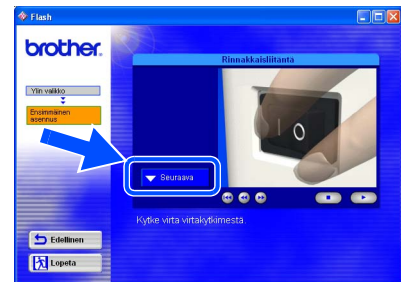 Flash
brother.
Rinnakkaisliitäntä
Ylin valikko
Ensimmäinen
asennus
Seuraava
Kytke virta virtakytkimestä.
Edellinen
Lopeta